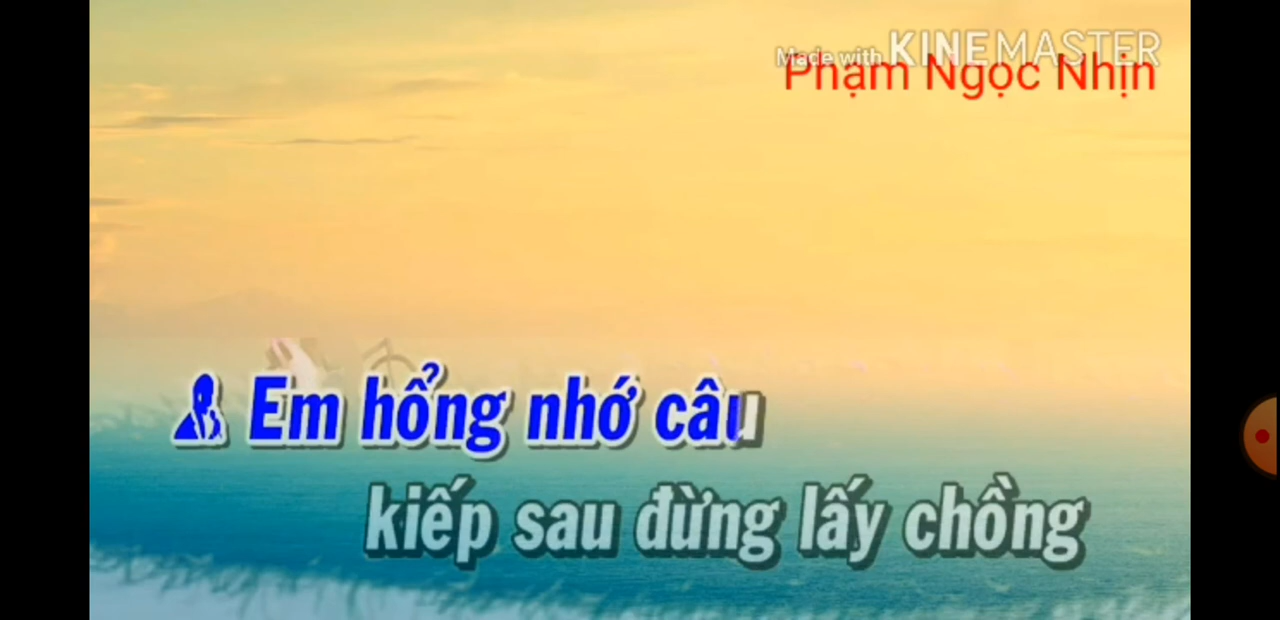 Made with KINEMASTER
Phạm Ngọc Nhịn
Em hổng nhớ câu
kiếp sau đừng lấy chồng